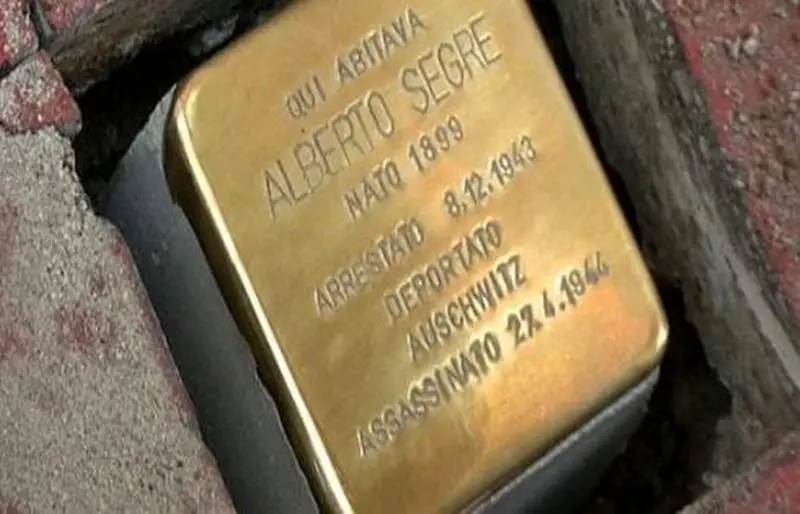 QUI ABITAVA
ALBERTO SEGRE
NATO 1899
ARRESTATO 8.12.1943
DEPORTATO
AUSCHWITZ
ASSASSINATO 27.4.1944